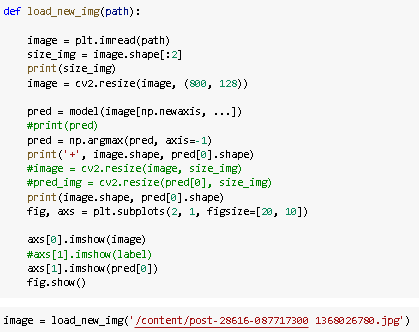 def load_new_img(path):
image = plt.imread(path)
size_img = image.shape[:2]
print(size_img)
image = cv2.resize(image, (800, 128))
pred = model(image[np.newaxis, ...])
#print(pred)
pred = np.argmax(pred, axis=-1)
print('+', image.shape, pred[0].shape)
#image = cv2.resize(image, size_img)
#pred_img = cv2.resize(pred[0], size_img)
print(image.shape, pred[0].shape)
fig, axs = plt.subplots(2, 1, figsize=[20, 10])
axs[0].imshow(image)
#axs[1].imshow(label)
axs[1].imshow(pred[0])
fig.show()
image = load_new_img('/content/post-28616-087717300 1368026780.jpg')